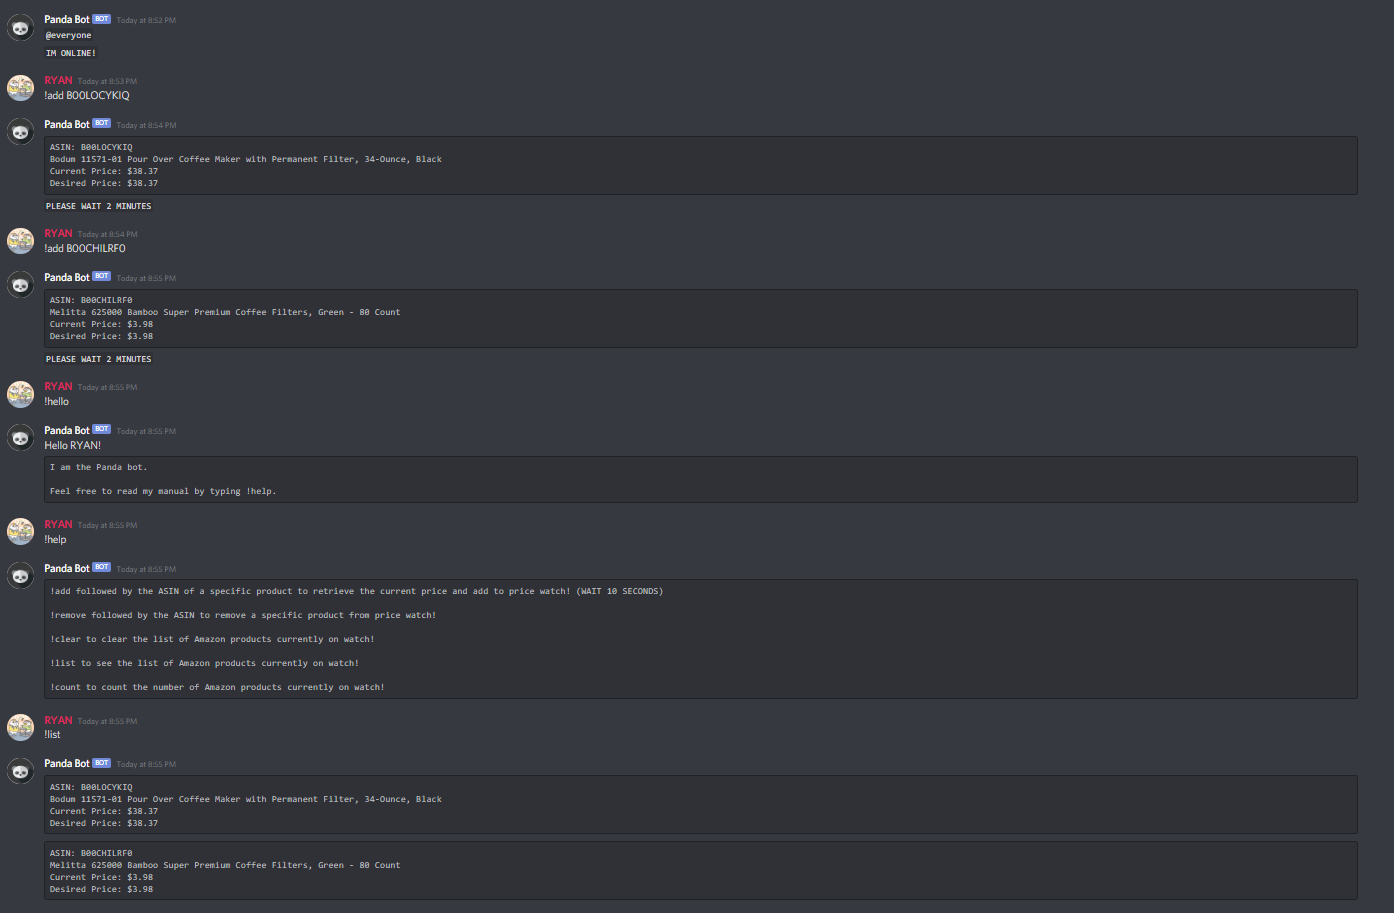 Panda Bot BOT Today at 8:52 PM
@everyone
IM ONLINE!
RYAN Today at 8:53 PM
!add B00LOCYKIQ
Panda Bot BOT Today at 8:54 PM
ASIN: B00LOCYKIQ
Bodum 11571-01 Pour Over Coffee Maker with Permanent Filter, 34-Ounce, Black
Current Price: $38.37
Desired Price: $38.37
PLEASE WAIT 2 MINUTES
RYAN Today at 8:54 PM
!add B00CHILRF0
Panda Bot BOT Today at 8:55 PM
ASIN: B00CHILRF0
Melitta 625000 Bamboo Super Premium Coffee Filters, Green - 80 Count
Current Price: $3.98
Desired Price: $3.98
PLEASE WAIT 2 MINUTES
RYAN Today at 8:55 PM
!hello
Panda Bot BOT Today at 8:55 PM
Hello RYAN!
I am the Panda bot.
Feel free to read my manual by typing !help.
RYAN Today at 8:55 PM
!help
Panda Bot BOT Today at 8:55 PM
!add followed by the ASIN of a specific product to retrieve the current price and add to price watch! (WAIT 10 SECONDS)
!remove followed by the ASIN to remove a specific product from price watch!
!clear to clear the list of Amazon products currently on watch!
!list to see the list of Amazon products currently on watch!
!count to count the number of Amazon products currently on watch!
RYAN Today at 8:55 PM
!list
Panda Bot BOT Today at 8:55 PM
ASIN: B00LOCYKIQ
Bodum 11571-01 Pour Over Coffee Maker with Permanent Filter, 34-Ounce, Black
Current Price: $38.37
Desired Price: $38.37
ASIN: B00CHILRF0
Melitta 625000 Bamboo Super Premium Coffee Filters, Green - 80 Count
Current Price: $3.98
Desired Price: $3.98